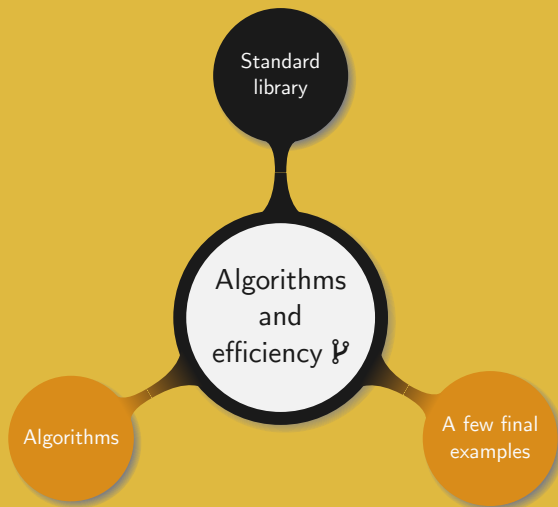 Standard
library
Algorithms
and
efficiency
Algorithms
A few final
examples